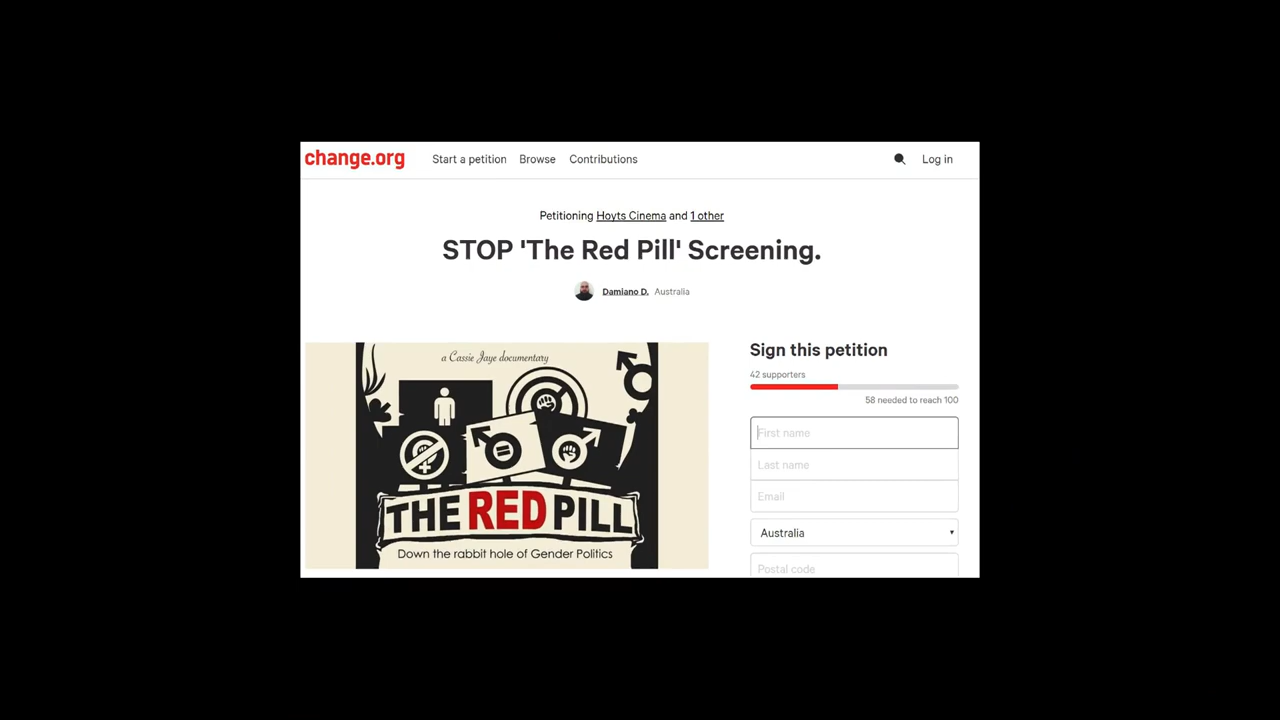 change.org
Start a petition Browse Contributions
Log in
Petitioning Hoyts Cinema and 1 other
STOP 'The Red Pill' Screening.
Damiano D. Australia
a Cassie Jaye documentary
THE RED PILL
Down the rabbit hole of Gender Politics
Sign this petition
42 supporters
58 needed to reach 100
First name
Last name
Email
Australia
Postal code